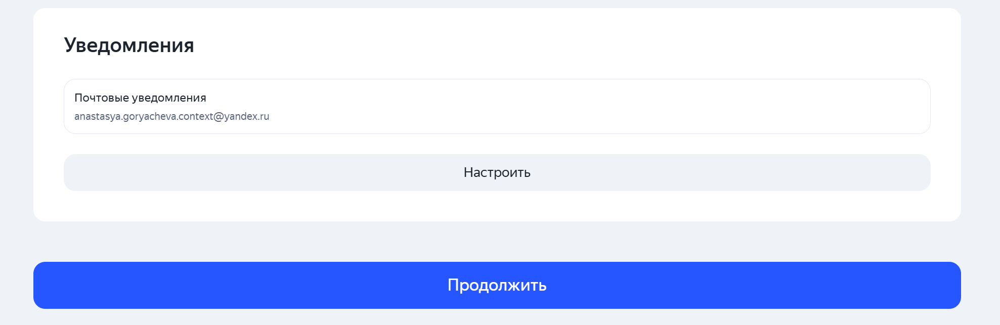 Уведомления
Почтовые уведомления
anastasya.goryacheva.context@yandex.ru
Настроить
Продолжить